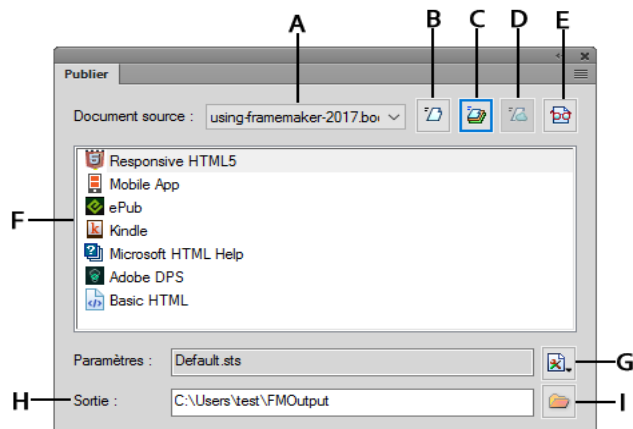 A
B
C
D
E
Publier
Document source :
using-framemaker-2017.boo
Responsive HTML5
Mobile App
ePub
Kindle
Microsoft HTML Help
Adobe DPS
Basic HTML
F
Paramètres :
Default.sts
G
H
Sortie :
C:\Users\test\FMOutput
I